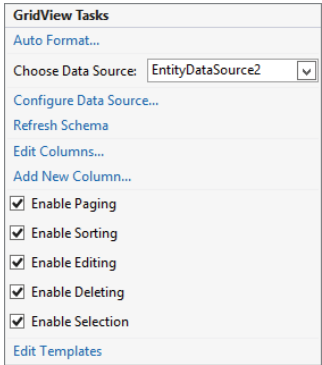 GridView Tasks
Auto Format...
Choose Data Source: EntityDataSource2
Configure Data Source...
Refresh Schema
Edit Columns...
Add New Column...
Enable Paging
Enable Sorting
Enable Editing
Enable Deleting
Enable Selection
Edit Templates